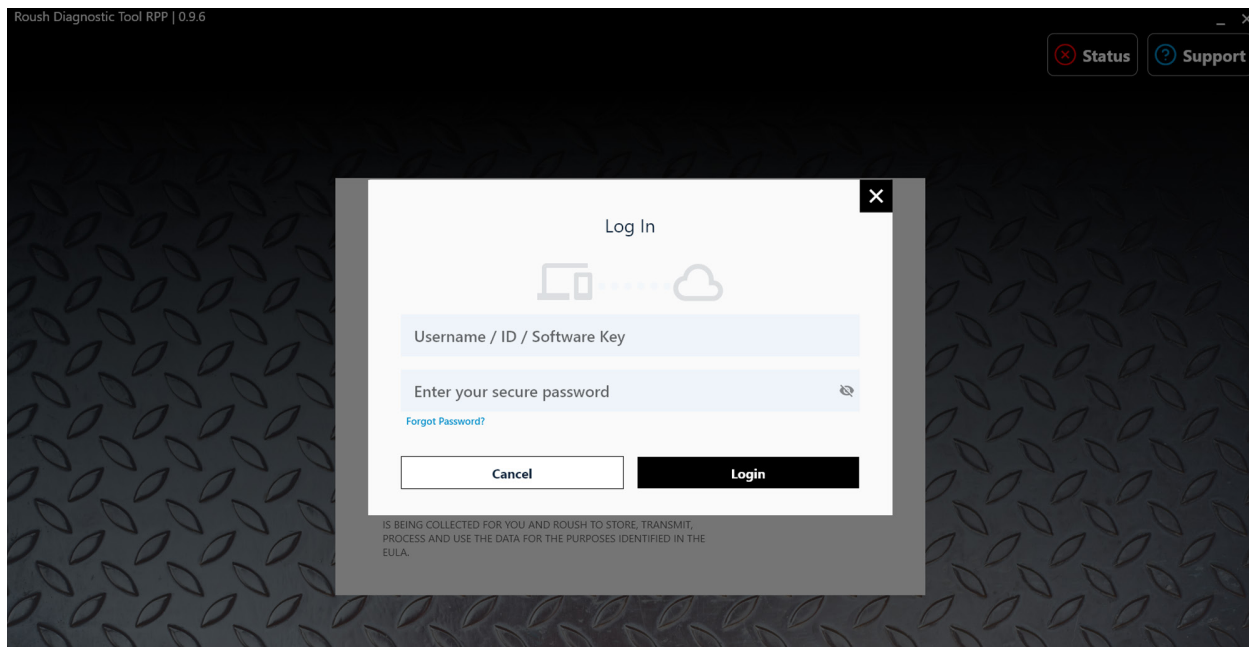 Roush Diagnostic Tool RPP | 0.9.6
Status
Support
Log In
Username / ID / Software Key
Enter your secure password
Forgot Password?
Cancel
Login
IS BEING COLLECTED FOR YOU AND ROUSH TO STORE, TRANSMIT,
PROCESS AND USE THE DATA FOR THE PURPOSES IDENTIFIED IN THE
EULA.